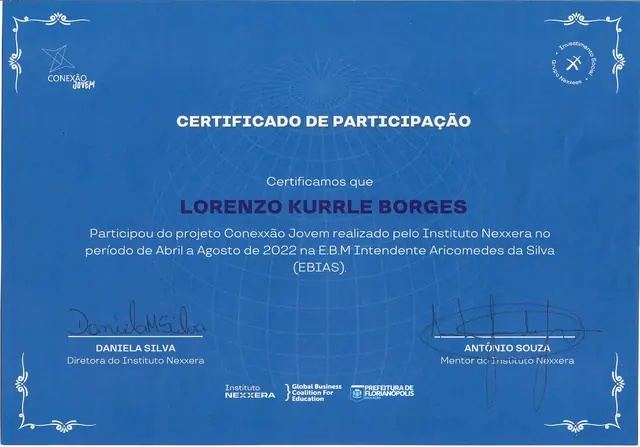 CONEXÃO
JOVEM
Investimento Social
Grupo Nexxees
CERTIFICADO DE PARTICIPAÇÃO
Certificamos que
LORENZO KURRLE BORGES
Participou do projeto Conexxão Jovem realizado pelo Instituto Nexxera no
período de Abril a Agosto de 2022 na E.B.M Intendente Aricomedes da Silva
(EBIAS).
DanielaMSilva
DANIELA SILVA
Diretora do Instituto Nexxera
ANTÔNIO SOUZA
Mentor do Instituto Nexxera
Instituto
NEXXERA
Global Business
Coalition For
Education
PREFEITURA DE
FLORIANÓPOLIS
EDUCAÇÃO